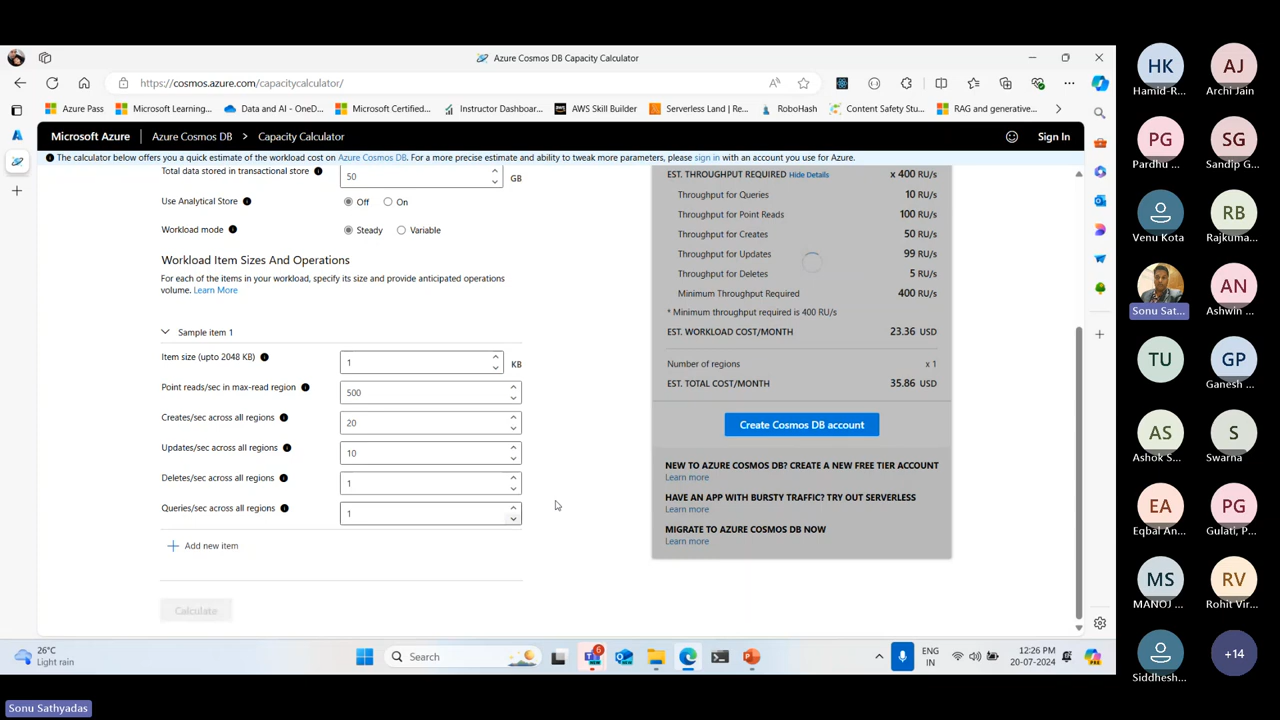 Azure Cosmos DB Capacity Calculator
https://cosmos.azure.com/capacitycalculator/
Azure Pass
Microsoft Learning...
Data and AI - OneD...
Microsoft Certified...
Instructor Dashboar...
AWS Skill Builder
Serverless Land | Re...
RoboHash
Content Safety Stu...
RAG and generative...
Microsoft Azure
Azure Cosmos DB > Capacity Calculator
Sign In
The calculator below offers you a quick estimate of the workload cost on Azure Cosmos DB. For a more precise estimate and ability to tweak more parameters, please sign in with an account you use for Azure.
Total data stored in transactional store
50
GB
Use Analytical Store
Off
On
Workload mode
Steady
Variable
Workload Item Sizes And Operations
For each of the items in your workload, specify its size and provide anticipated operations
volume. Learn More
Sample item 1
Item size (upto 2048 KB)
1
KB
Point reads/sec in max-read region
500
Creates/sec across all regions
20
Updates/sec across all regions
10
Deletes/sec across all regions
1
Queries/sec across all regions
1
Add new item
Calculate
EST. THROUGHPUT REQUIRED Hide Details
x 400 RU/s
Throughput for Queries
10 RU/s
Throughput for Point Reads
100 RU/s
Throughput for Creates
50 RU/s
Throughput for Updates
99 RU/s
Throughput for Deletes
5 RU/s
Minimum Throughput Required
400 RU/s
* Minimum throughput required is 400 RU/s
EST. WORKLOAD COST/MONTH
23.36 USD
Number of regions
x 1
EST. TOTAL COST/MONTH
35.86 USD
Create Cosmos DB account
NEW TO AZURE COSMOS DB? CREATE A NEW FREE TIER ACCOUNT
Learn more
HAVE AN APP WITH BURSTY TRAFFIC? TRY OUT SERVERLESS
Learn more
MIGRATE TO AZURE COSMOS DB NOW
Learn more
26°C
Light rain
Search
6
ENG
IN
12:26 PM
20-07-2024
HK
Hamid-R...
AJ
Archi Jain
PG
Pardhu ...
SG
Sandip G...
Venu Kota
RB
Rajkuma...
Sonu Sat...
AN
Ashwin ...
TU
GP
Ganesh ...
AS
Ashok S...
S
Swarna
EA
Eqbal An...
PG
Gulati, P...
MS
MANOJ ...
RV
Rohit Vir...
Siddhesh...
+14
Sonu Sathyadas